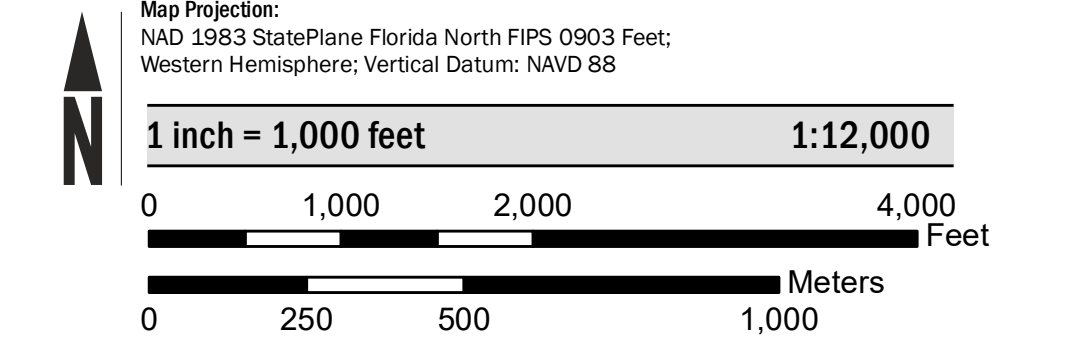 Map Projection:
NAD 1983 StatePlane Florida North FIPS 0903 Feet;
Western Hemisphere; Vertical Datum: NAVD 88
N
1 inch = 1,000 feet 1:12,000
0 1,000 2,000 4,000
Feet
Meters
0 250 500 1,000